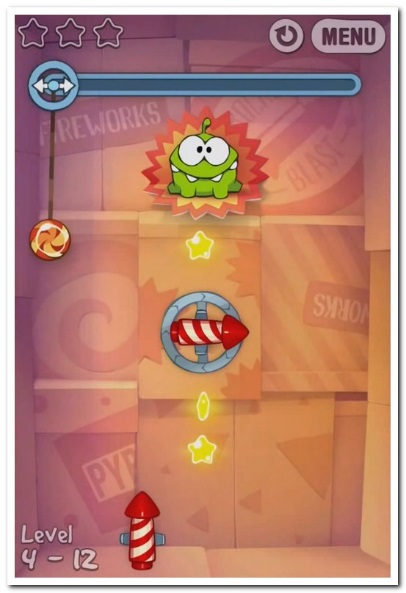 MENU
FIREWORKS
BLAST
WORKS
PYR
Level
4 - 12